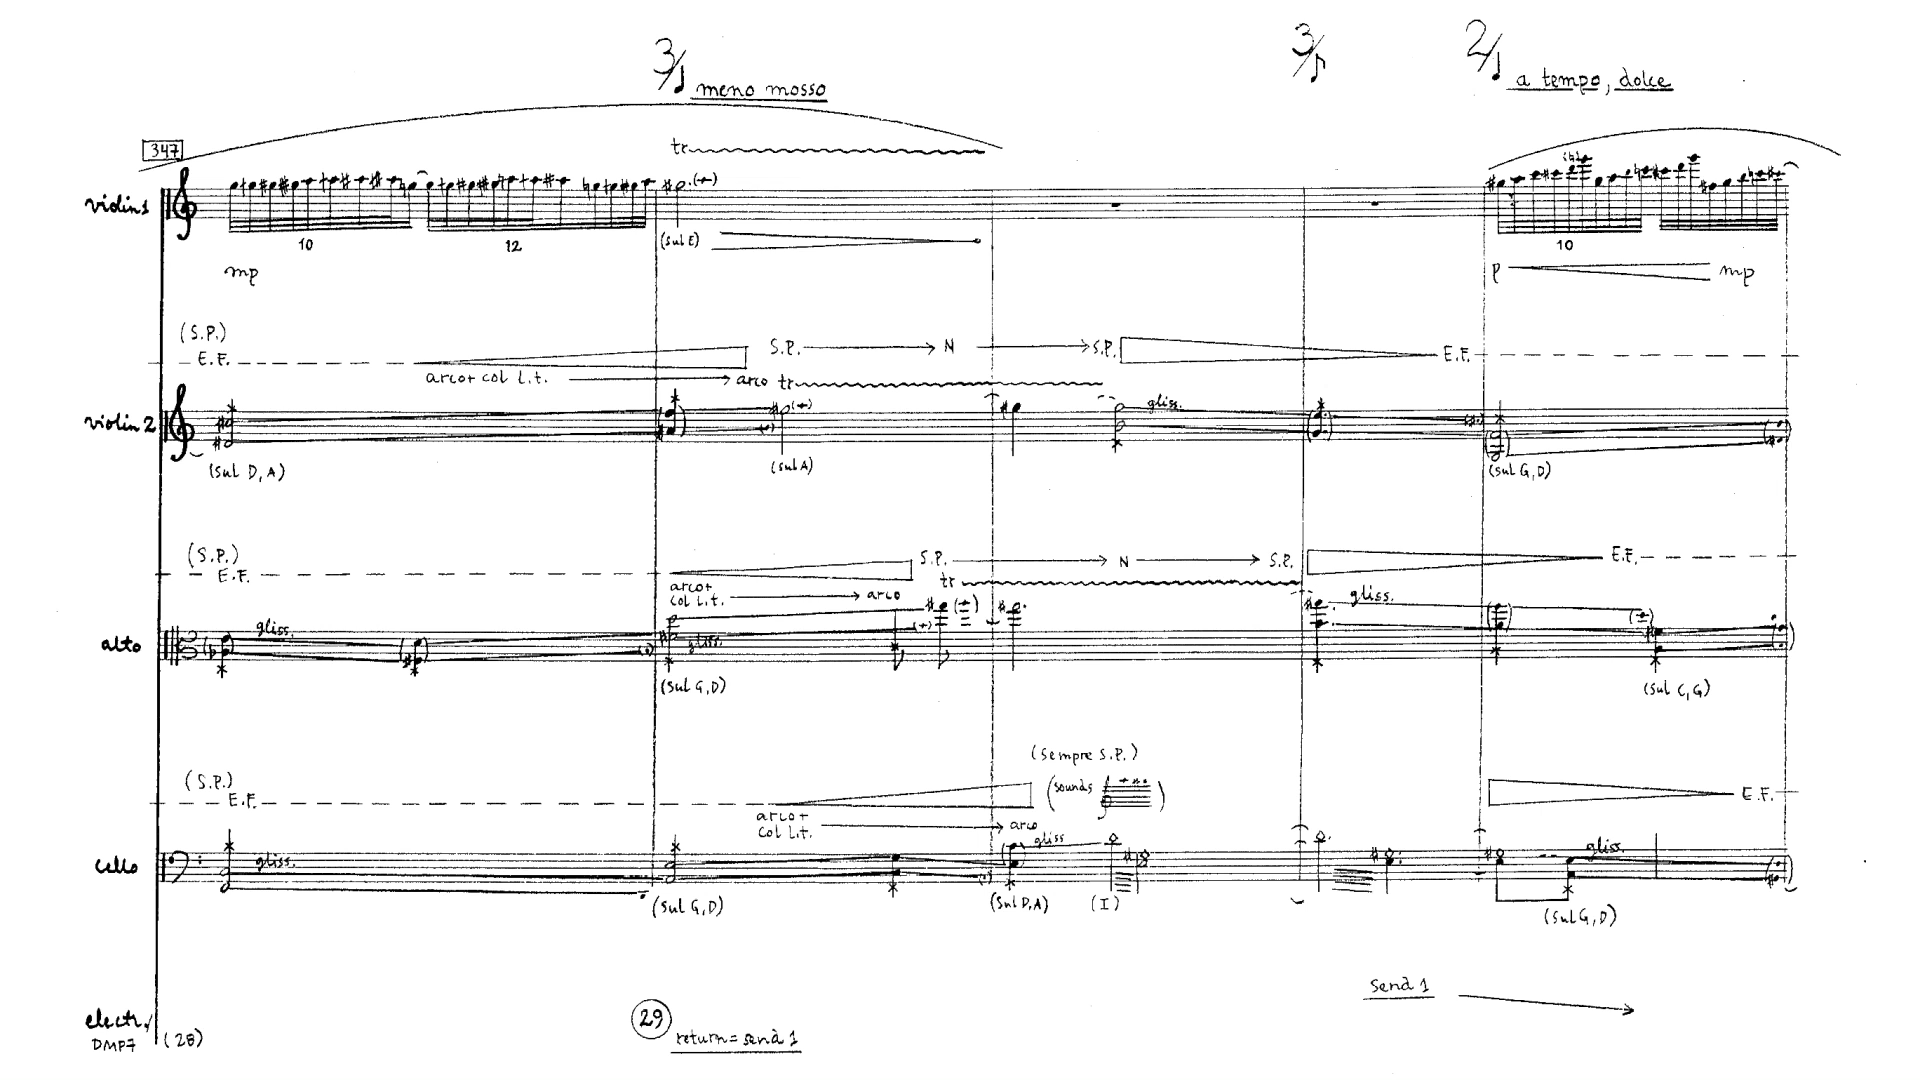 3/♩ meno mosso
3/♪
2/♩ a tempo, dolce
347
tr
violin1
10
12
(sul E)
10
mp
p
mp
(S.P.)
E.F.
S.P. → N → S.P.
E.F.
arco+ col l.t. → arco tr
gliss.
violin 2
(sul D, A)
(sul A)
(sul G, D)
(S.P.)
E.F.
S.P. → N → S.P.
E.F.
tr
arco+
col l.t. → arco
gliss.
gliss.
gliss.
alto
(sul G, D)
(sul C, G)
(sempre S.P.)
(S.P.)
E.F.
(sounds )
E.F.
arco+
col l.t. → arco
gliss
gliss.
gliss.
cello
(sul G, D)
(sul D, A)
(I)
(sul G, D)
send 1 →
electr.
DMP7
(28)
29
return = send 1